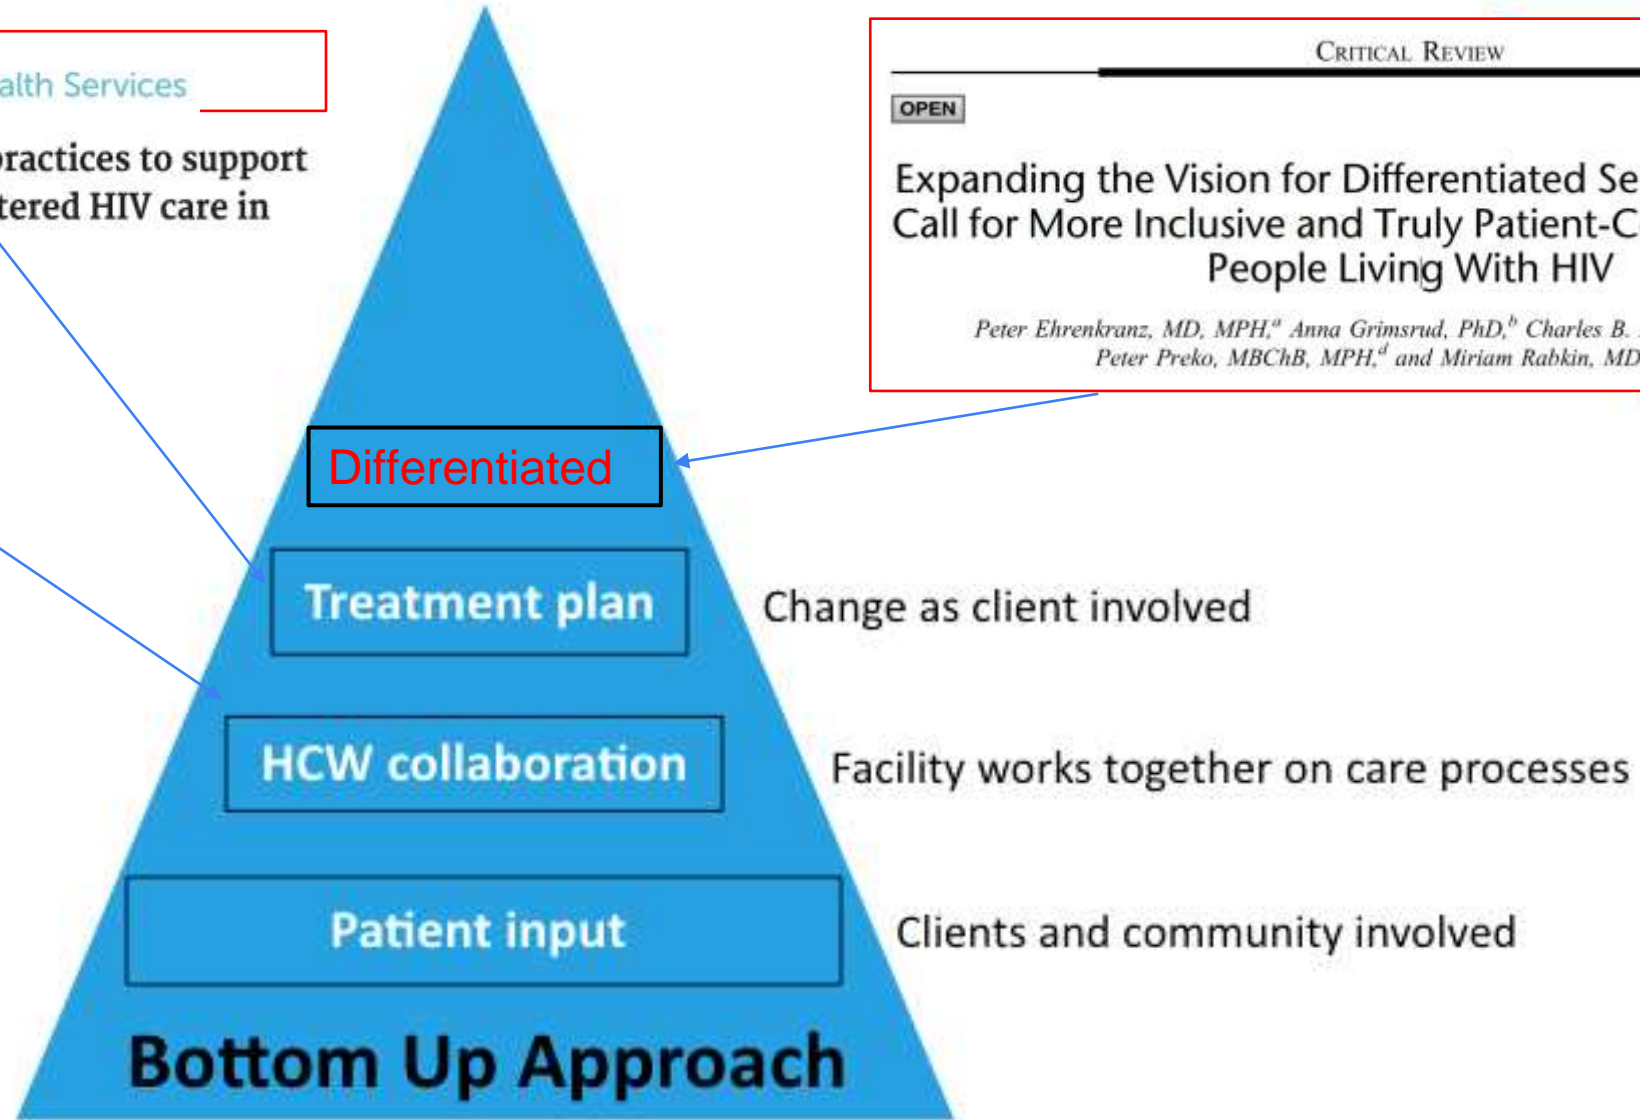 alth Services
practices to support
tered HIV care in
CRITICAL REVIEW
OPEN
Expanding the Vision for Differentiated Se
Call for More Inclusive and Truly Patient-C
People Living With HIV
Peter Ehrenkranz, MD, MPH,a Anna Grimsrud, PhD,b Charles B.
Peter Preko, MBChB, MPH,d and Miriam Rabkin, MD
Differentiated
Treatment plan
Change as client involved
HCW collaboration
Facility works together on care processes
Patient input
Clients and community involved
Bottom Up Approach